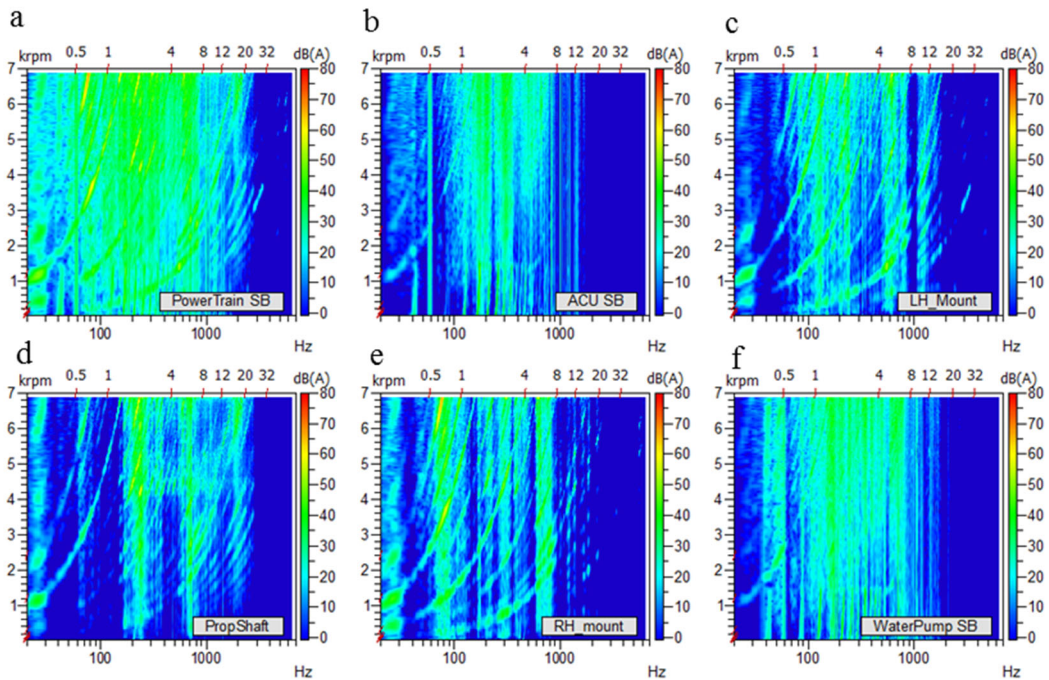 a b c
krpm 0.5 1 4 8 12 20 32 dB(A) krpm 0.5 1 4 8 12 20 32 dB(A) krpm 0.5 1 4 8 12 20 32 dB(A)
7 80 7 80 7 80
6 70 6 70 6 70
5 60 5 60 5 60
4 50 4 50 4 50
3 40 3 40 3 40
2 30 2 30 2 30
1 20 1 20 1 20
10 10 10
PowerTrain SB 0 ACU SB 0 LH_Mount 0
100 1000 100 1000 100 1000
Hz Hz Hz
d e f
krpm 0.5 1 4 8 12 20 32 dB(A) krpm 0.5 1 4 8 12 20 32 dB(A) krpm 0.5 1 4 8 12 20 32 dB(A)
7 80 7 80 7 80
6 70 6 70 6 70
5 60 5 60 5 60
4 50 4 50 4 50
3 40 3 40 3 40
2 30 2 30 2 30
1 20 1 20 1 20
10 10 10
PropShaft 0 RH_mount 0 WaterPump SB 0
100 1000 100 1000 100 1000
Hz Hz Hz